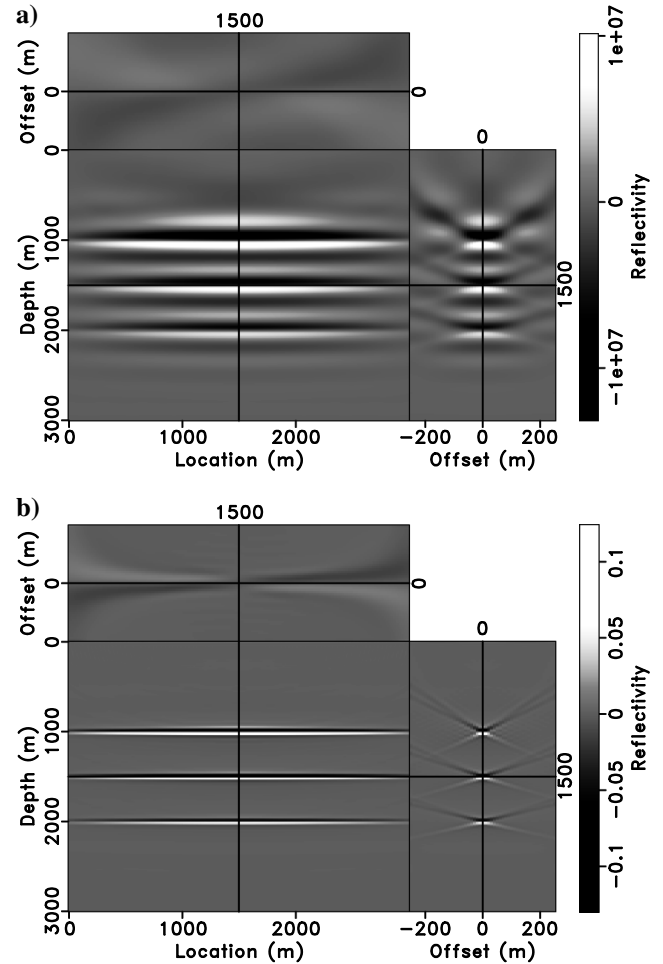 a)
1500
Offset (m)
0
0
0
0
1000
2000
3000
Depth (m)
1500
0
1000
2000
Location (m)
-200
0
200
Offset (m)
1e+07
0
-1e+07
Reflectivity
b)
1500
Offset (m)
0
0
0
0
1000
2000
3000
Depth (m)
1500
0
1000
2000
Location (m)
-200
0
200
Offset (m)
0.1
0.05
0
-0.05
-0.1
Reflectivity